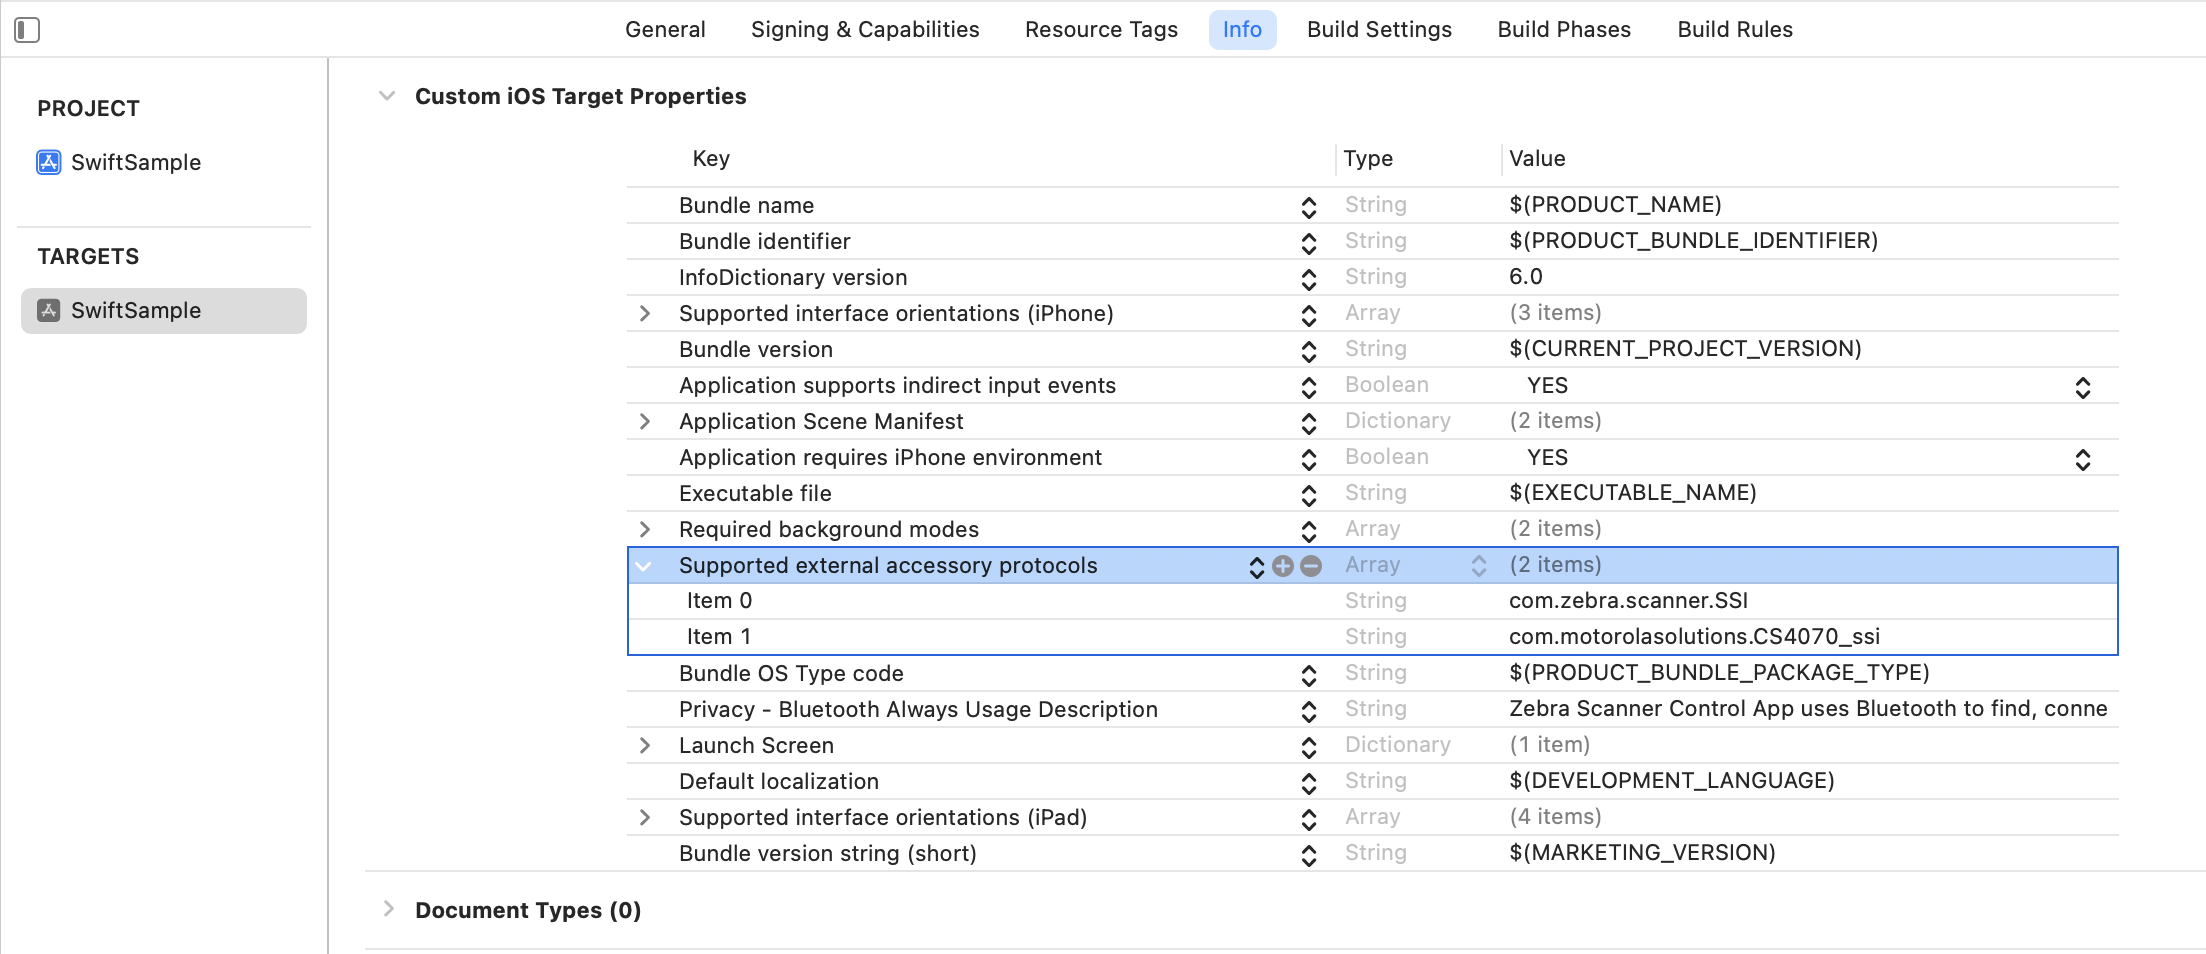 General Signing & Capabilities Resource Tags Info Build Settings Build Phases Build Rules
PROJECT
SwiftSample
TARGETS
SwiftSample
Custom iOS Target Properties
Key Type Value
Bundle name String $(PRODUCT_NAME)
Bundle identifier String $(PRODUCT_BUNDLE_IDENTIFIER)
InfoDictionary version String 6.0
Supported interface orientations (iPhone) Array (3 items)
Bundle version String $(CURRENT_PROJECT_VERSION)
Application supports indirect input events Boolean YES
Application Scene Manifest Dictionary (2 items)
Application requires iPhone environment Boolean YES
Executable file String $(EXECUTABLE_NAME)
Required background modes Array (2 items)
Supported external accessory protocols Array (2 items)
Item 0 String com.zebra.scanner.SSI
Item 1 String com.motorolasolutions.CS4070_ssi
Bundle OS Type code String $(PRODUCT_BUNDLE_PACKAGE_TYPE)
Privacy - Bluetooth Always Usage Description String Zebra Scanner Control App uses Bluetooth to find, conne
Launch Screen Dictionary (1 item)
Default localization String $(DEVELOPMENT_LANGUAGE)
Supported interface orientations (iPad) Array (4 items)
Bundle version string (short) String $(MARKETING_VERSION)
Document Types (0)